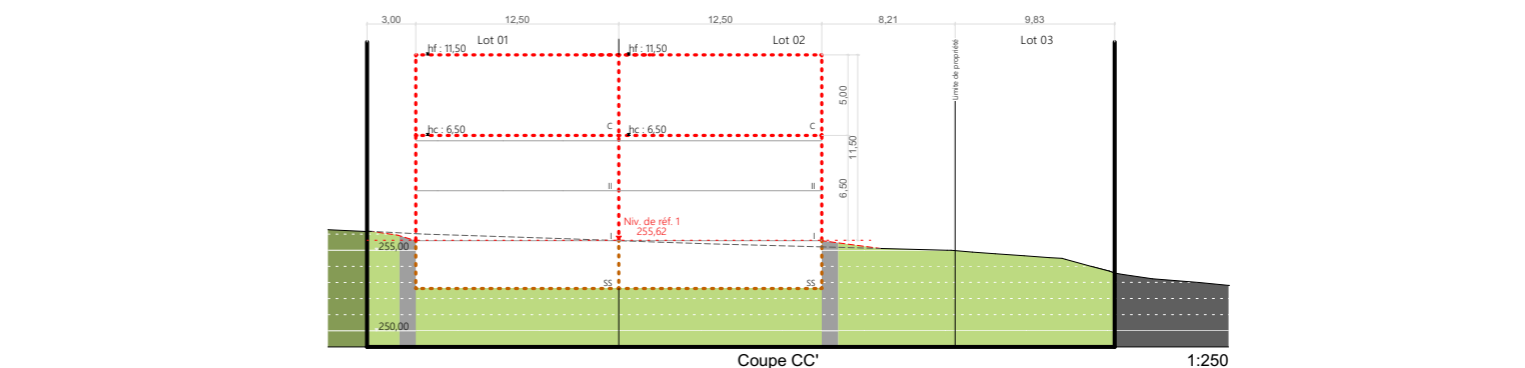 3,00 12,50 12,50 8,21 9,83
Lot 01 Lot 02 Lot 03
hf : 11,50 hf : 11,50
Limite de propriété
5,00
hc : 6,50 C hc : 6,50 C
11,50
6,50
II II
Niv. de réf. 1
255,62
I I
255,00
SS SS
250,00
Coupe CC' 1:250